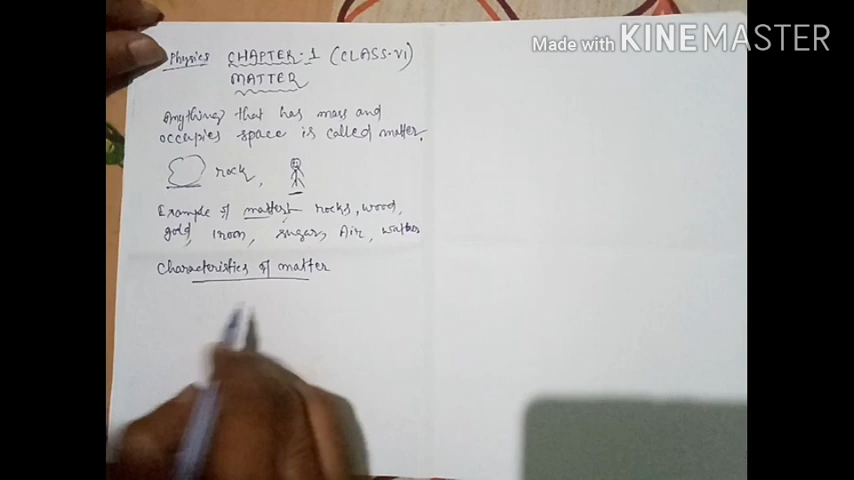 Made with KINEMASTER
Physics CHAPTER-1 (CLASS-VI)
MATTER
Anything that has mass and
occupies space is called matter.
rock,
Example of matter rocks, wood,
gold, Iron, sugar, Air, water
Characteristics of matter